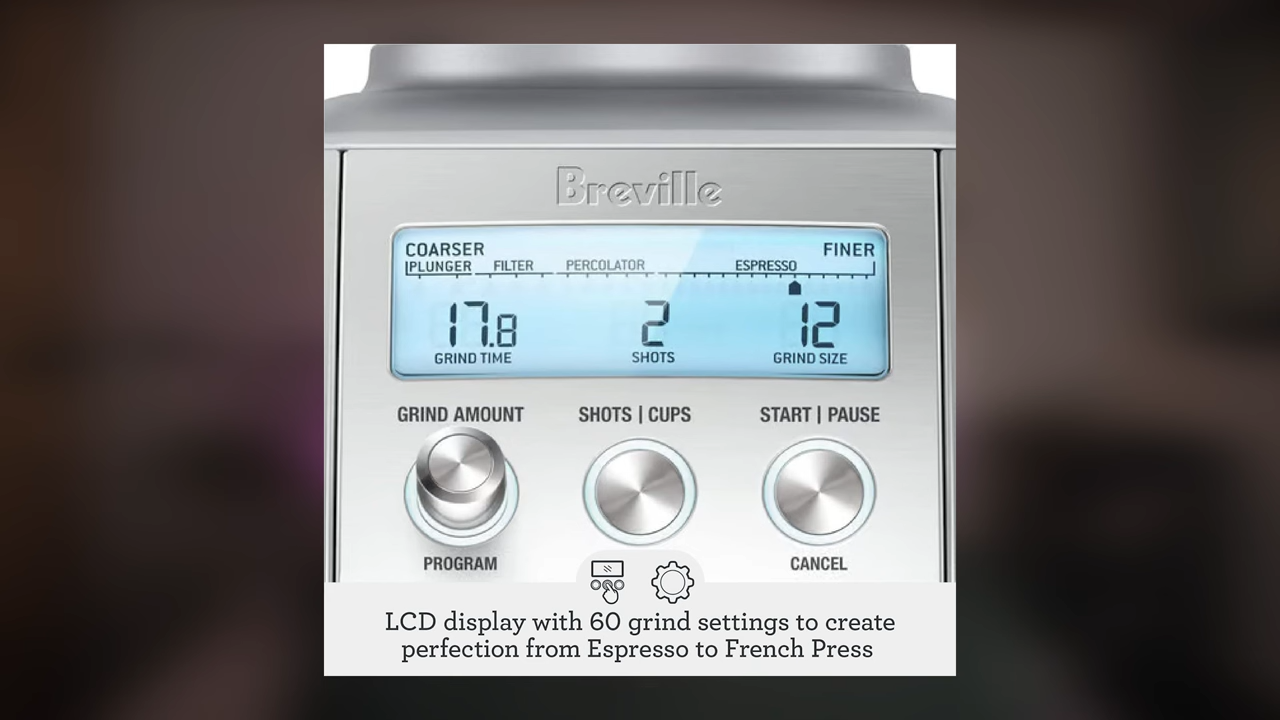 Breville
COARSER FINER
PLUNGER FILTER PERCOLATOR ESPRESSO
17.8 2 12
GRIND TIME SHOTS GRIND SIZE
GRIND AMOUNT SHOTS | CUPS START | PAUSE
PROGRAM CANCEL
LCD display with 60 grind settings to create
perfection from Espresso to French Press